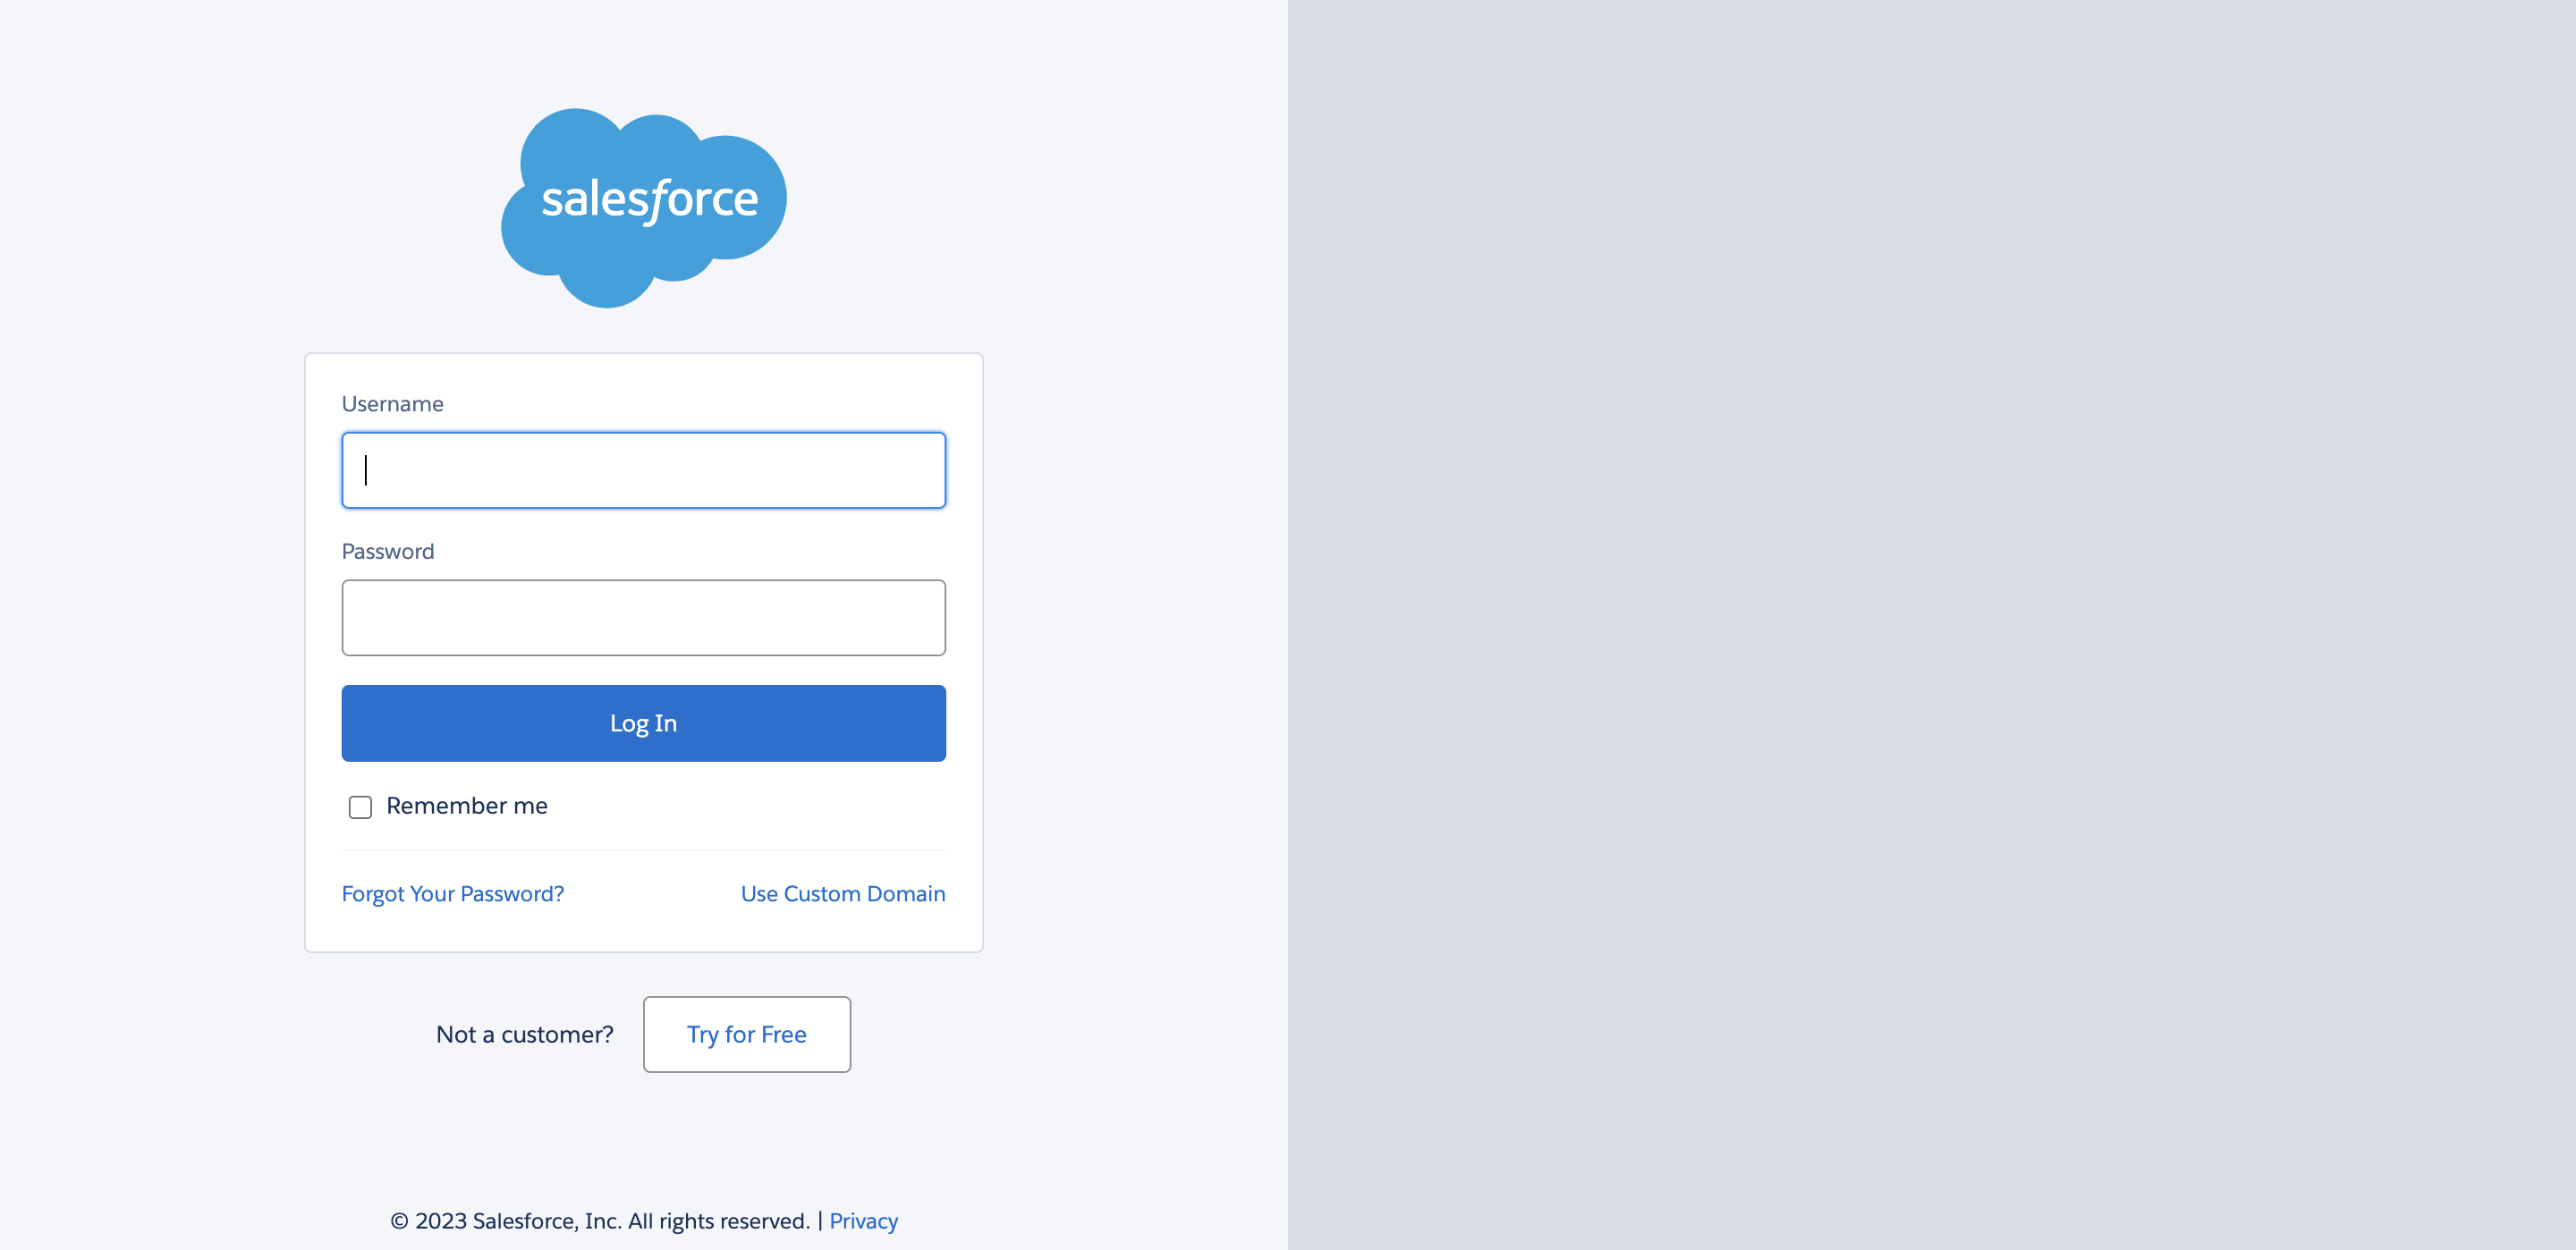 salesforce
Username
Password
Log In
Remember me
Forgot Your Password? Use Custom Domain
Not a customer? Try for Free
© 2023 Salesforce, Inc. All rights reserved. | Privacy